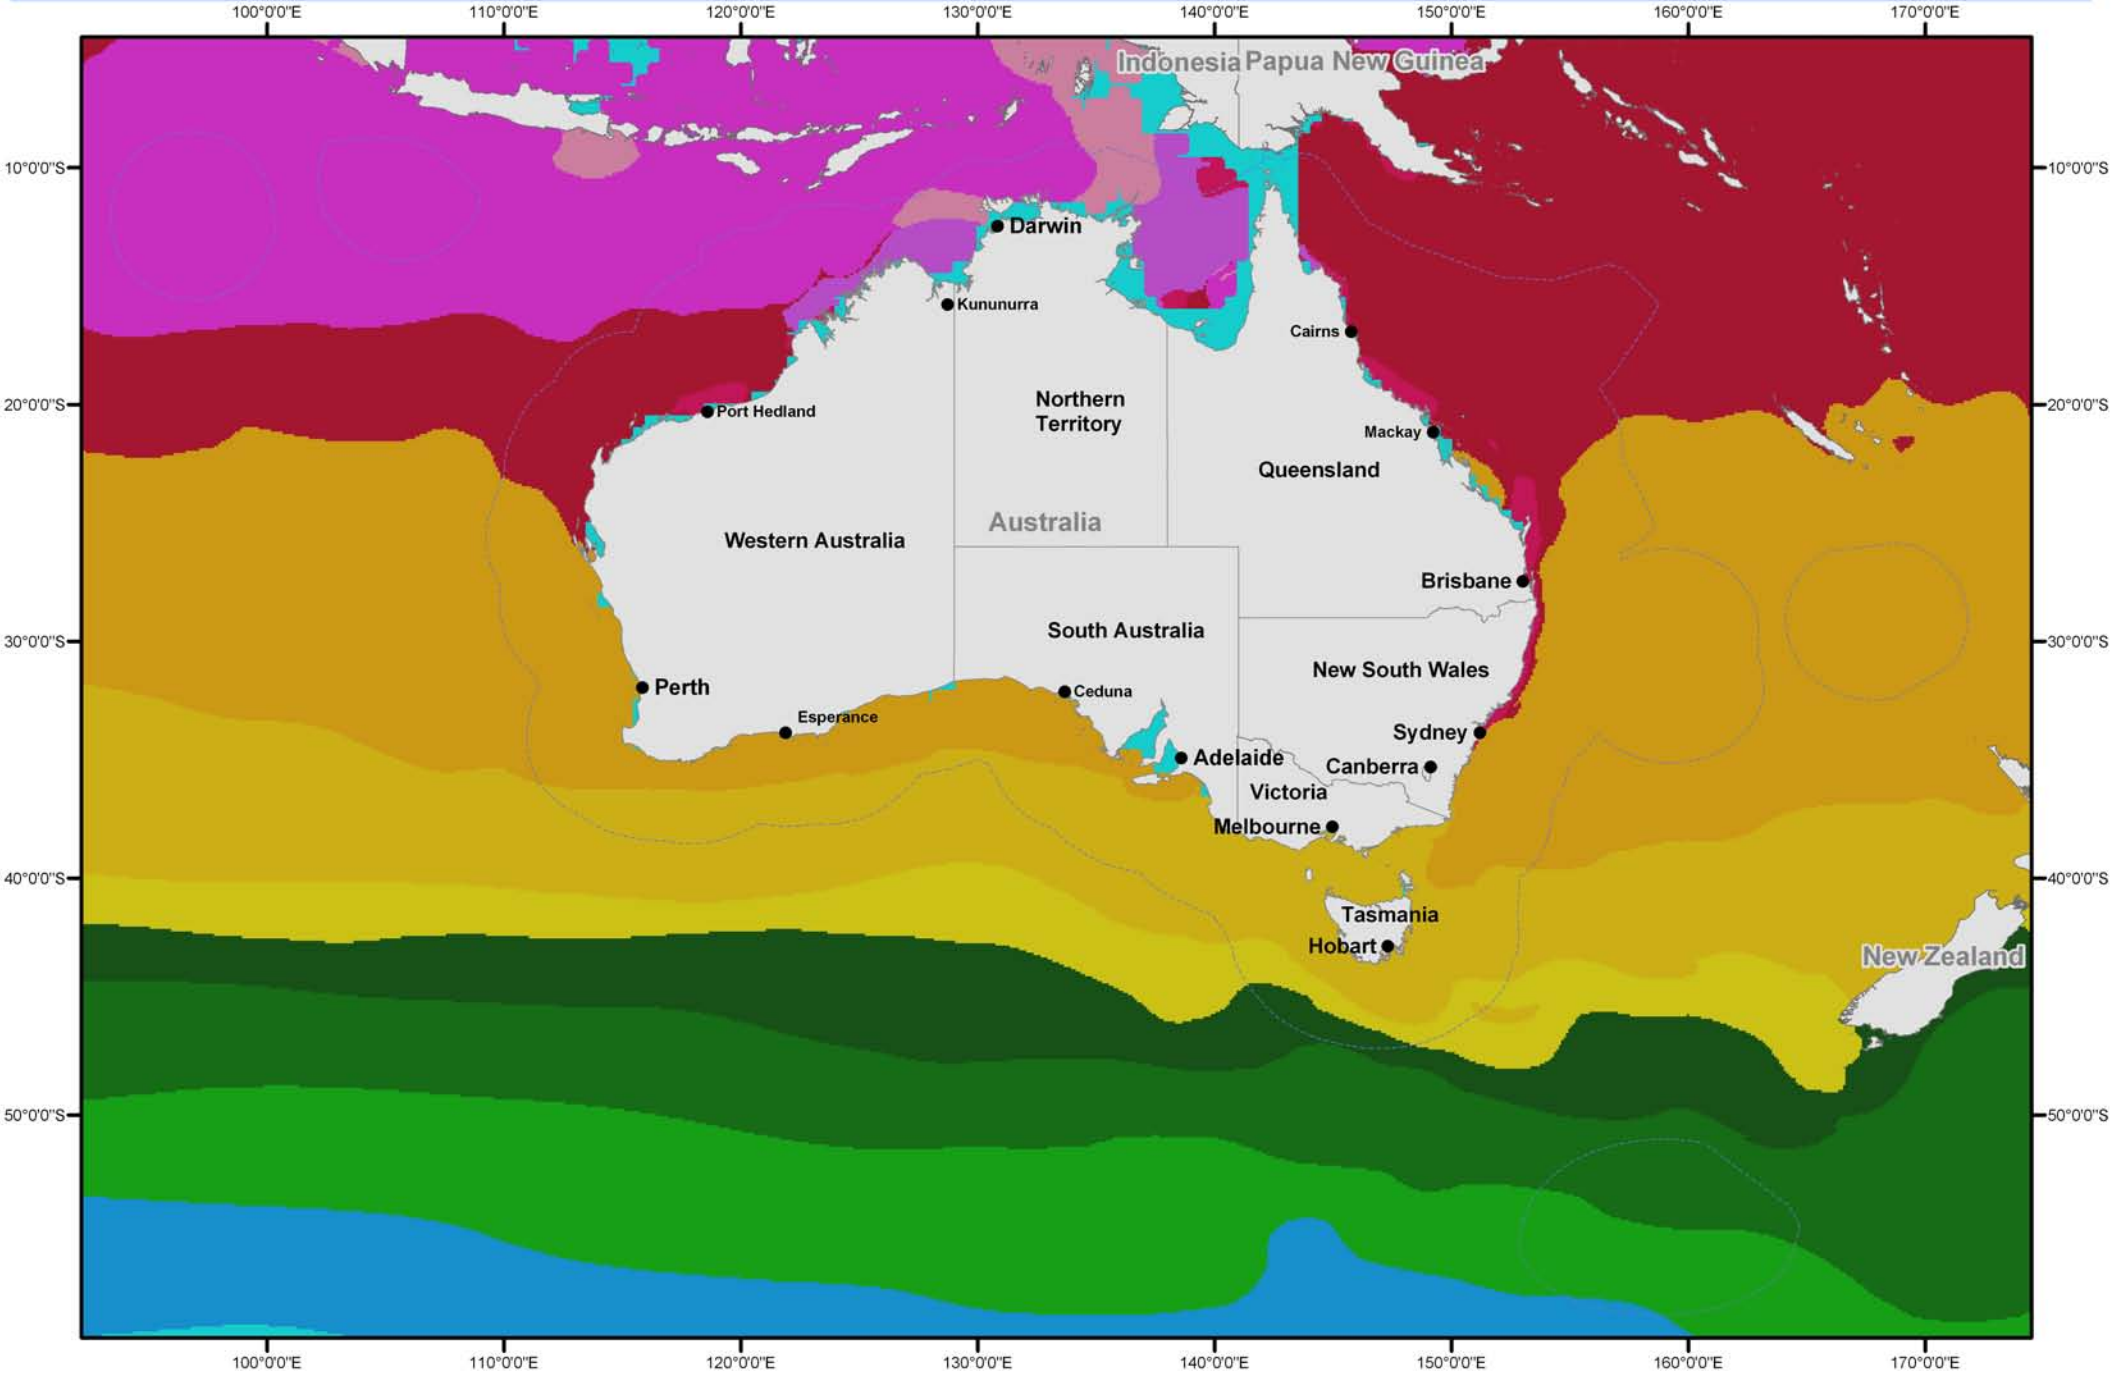 100°0'0"E 110°0'0"E 120°0'0"E 130°0'0"E 140°0'0"E 150°0'0"E 160°0'0"E 170°0'0"E
Indonesia Papua New Guinea
10°0'0"S 10°0'0"S
Darwin
Kununurra
Cairns
Northern
Territory
20°0'0"S 20°0'0"S
Port Hedland
Mackay
Queensland
Australia
Western Australia
Brisbane
South Australia
30°0'0"S 30°0'0"S
New South Wales
Perth
Ceduna
Esperance
Sydney
Adelaide
Canberra
Victoria
Melbourne
40°0'0"S 40°0'0"S
Tasmania
Hobart
New Zealand
50°0'0"S 50°0'0"S
100°0'0"E 110°0'0"E 120°0'0"E 130°0'0"E 140°0'0"E 150°0'0"E 160°0'0"E 170°0'0"E